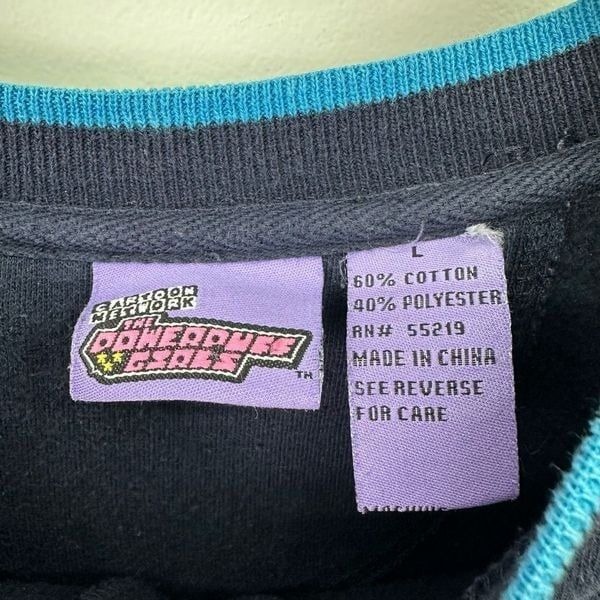 CARTOON
NETWORK
THE
POWERPUFF
GIRLS
TM
L
60% COTTON
40% POLYESTER
RN# 55219
MADE IN CHINA
SEE REVERSE
FOR CARE
MACHINE